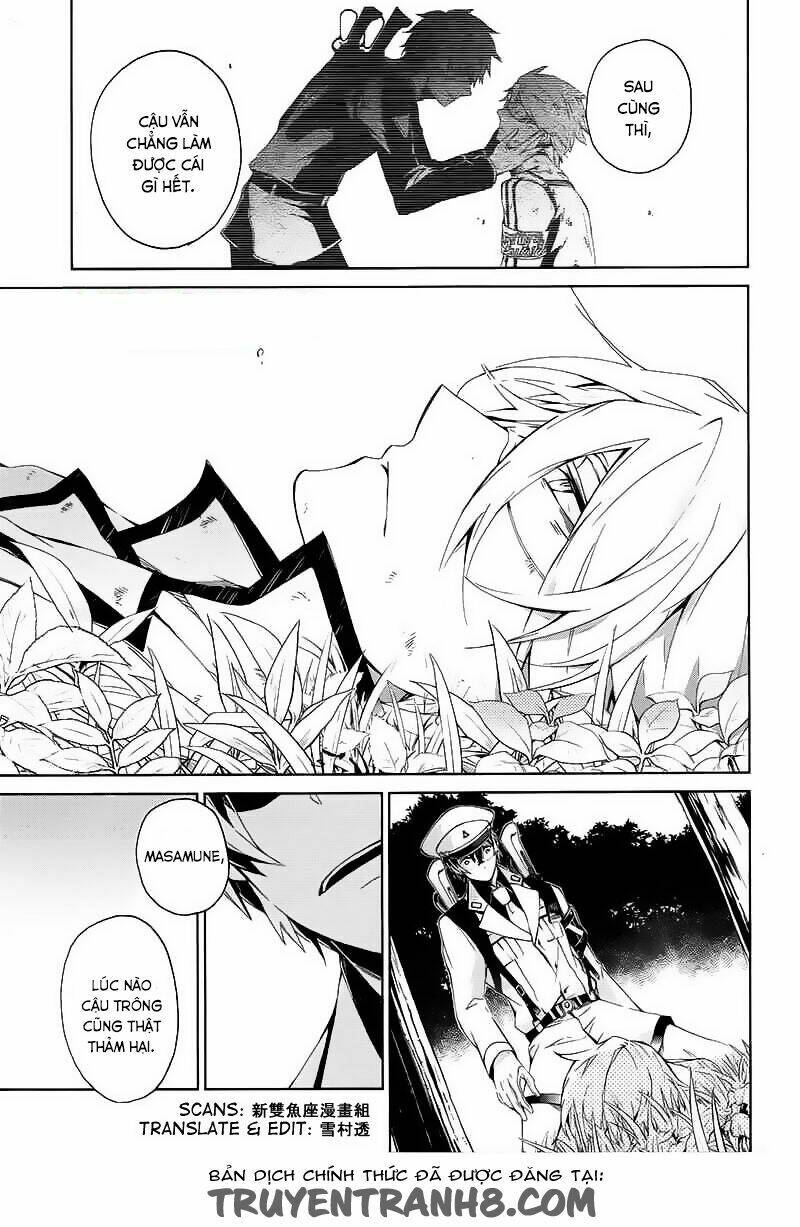 SAU
CÙNG
THÌ,
CẬU VẪN
CHẲNG LÀM
ĐƯỢC CÁI
GÌ HẾT.
MASAMUNE,
LÚC NÀO
CẬU TRÔNG
CŨNG THẬT
THẢM HẠI.
SCANS: 新雙魚座漫畫組
TRANSLATE & EDIT: 雪村透
BẢN DỊCH CHÍNH THỨC ĐÃ ĐƯỢC ĐĂNG TẠI:
TRUYENTRANH8.COM